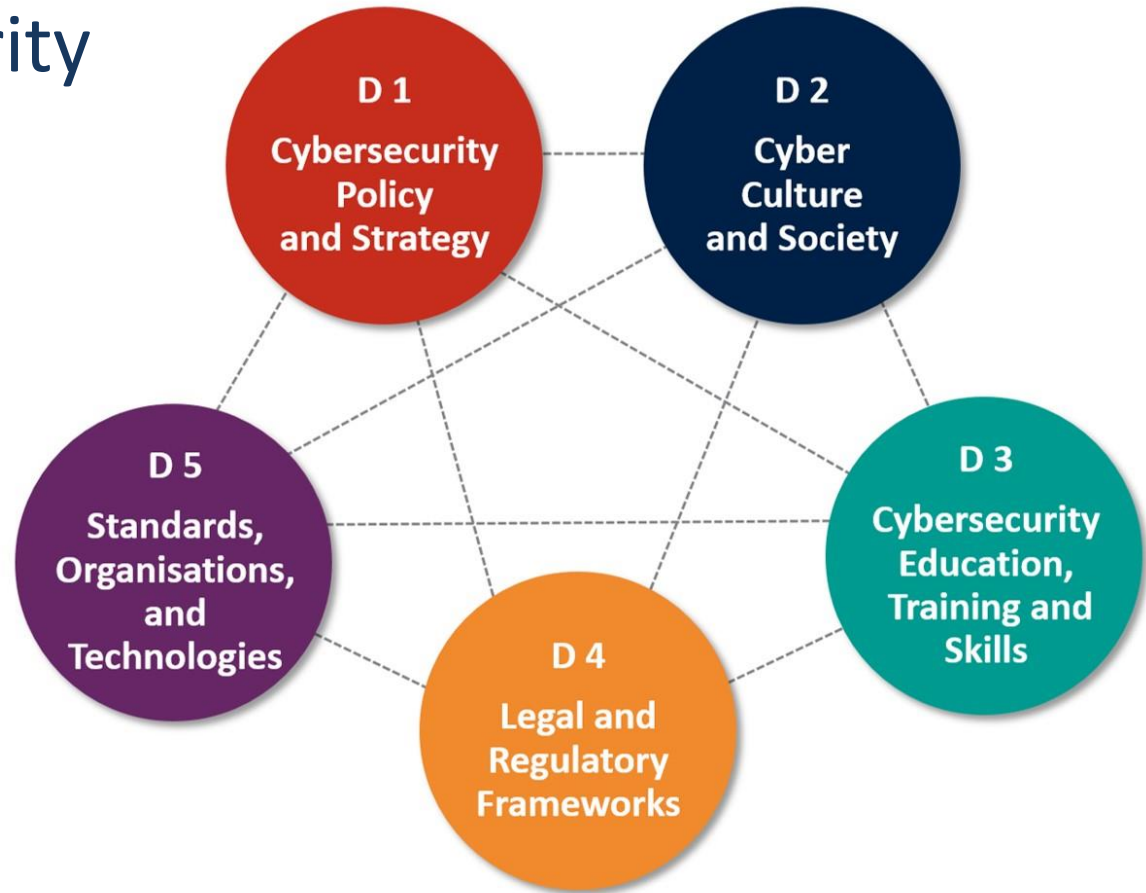 rity
D 1
Cybersecurity
Policy
and Strategy
D 2
Cyber
Culture
and Society
D 3
Cybersecurity
Education,
Training and
Skills
D 4
Legal and
Regulatory
Frameworks
D 5
Standards,
Organisations,
and
Technologies